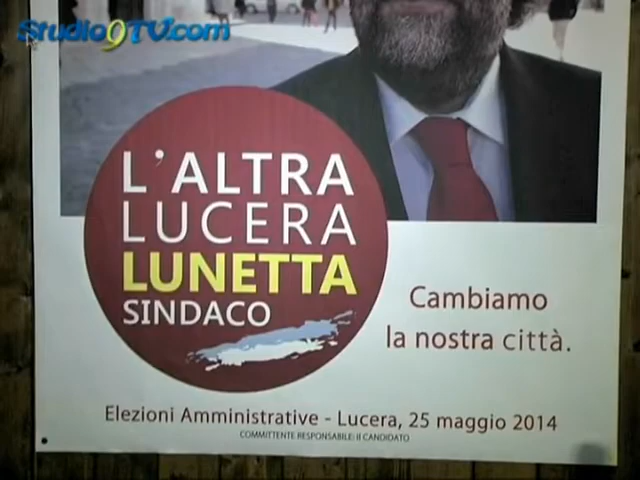 Studio9TV.com
L'ALTRA
LUCERA
LUNETTA
SINDACO
Cambiamo
la nostra città.
Elezioni Amministrative - Lucera, 25 maggio 2014
COMMITTENTE RESPONSABILE: Il CANDIDATO